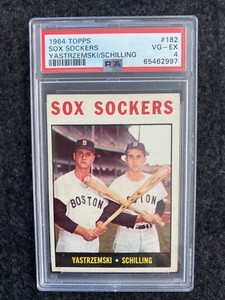 1964 TOPPS #182
SOX SOCKERS VG-EX
YASTRZEMSKI/SCHILLING 4
PSA 65462997
SOX SOCKERS
BOSTON BOSTON
YASTRZEMSKI • SCHILLING